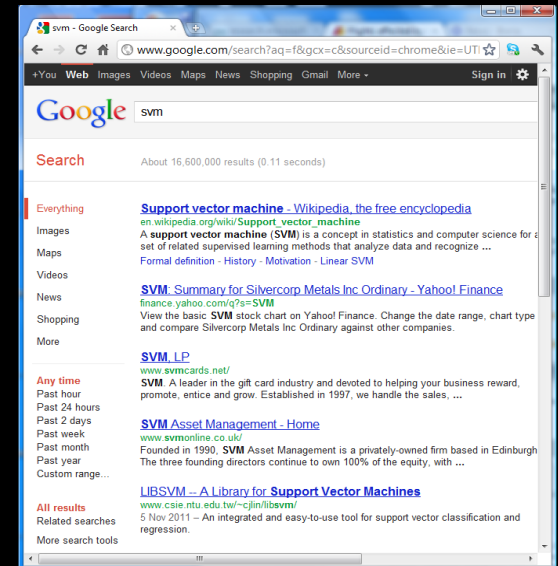 svm - Google Search
www.google.com/search?aq=f&gcx=c&sourceid=chrome&ie=UT
+You Web Images Videos Maps News Shopping Gmail More Sign in
Google svm
Search About 16,600,000 results (0.11 seconds)
Everything
Images
Maps
Videos
News
Shopping
More
Any time
Past hour
Past 24 hours
Past 2 days
Past week
Past month
Past year
Custom range...
All results
Related searches
More search tools
Support vector machine - Wikipedia, the free encyclopedia
en.wikipedia.org/wiki/Support_vector_machine
A support vector machine (SVM) is a concept in statistics and computer science for a
set of related supervised learning methods that analyze data and recognize ...
Formal definition - History - Motivation - Linear SVM
SVM: Summary for Silvercorp Metals Inc Ordinary - Yahoo! Finance
finance.yahoo.com/q?s=SVM
View the basic SVM stock chart on Yahoo! Finance. Change the date range, chart type
and compare Silvercorp Metals Inc Ordinary against other companies.
SVM, LP
www.svmcards.net/
SVM. A leader in the gift card industry and devoted to helping your business reward,
promote, entice and grow. Established in 1997, we handle the sales, ...
SVM Asset Management - Home
www.svmonline.co.uk/
Founded in 1990, SVM Asset Management is a privately-owned firm based in Edinburgh
The three founding directors continue to own 100% of the equity, with ...
LIBSVM -- A Library for Support Vector Machines
www.csie.ntu.edu.tw/~cjlin/libsvm/
5 Nov 2011 – An integrated and easy-to-use tool for support vector classification and
regression.